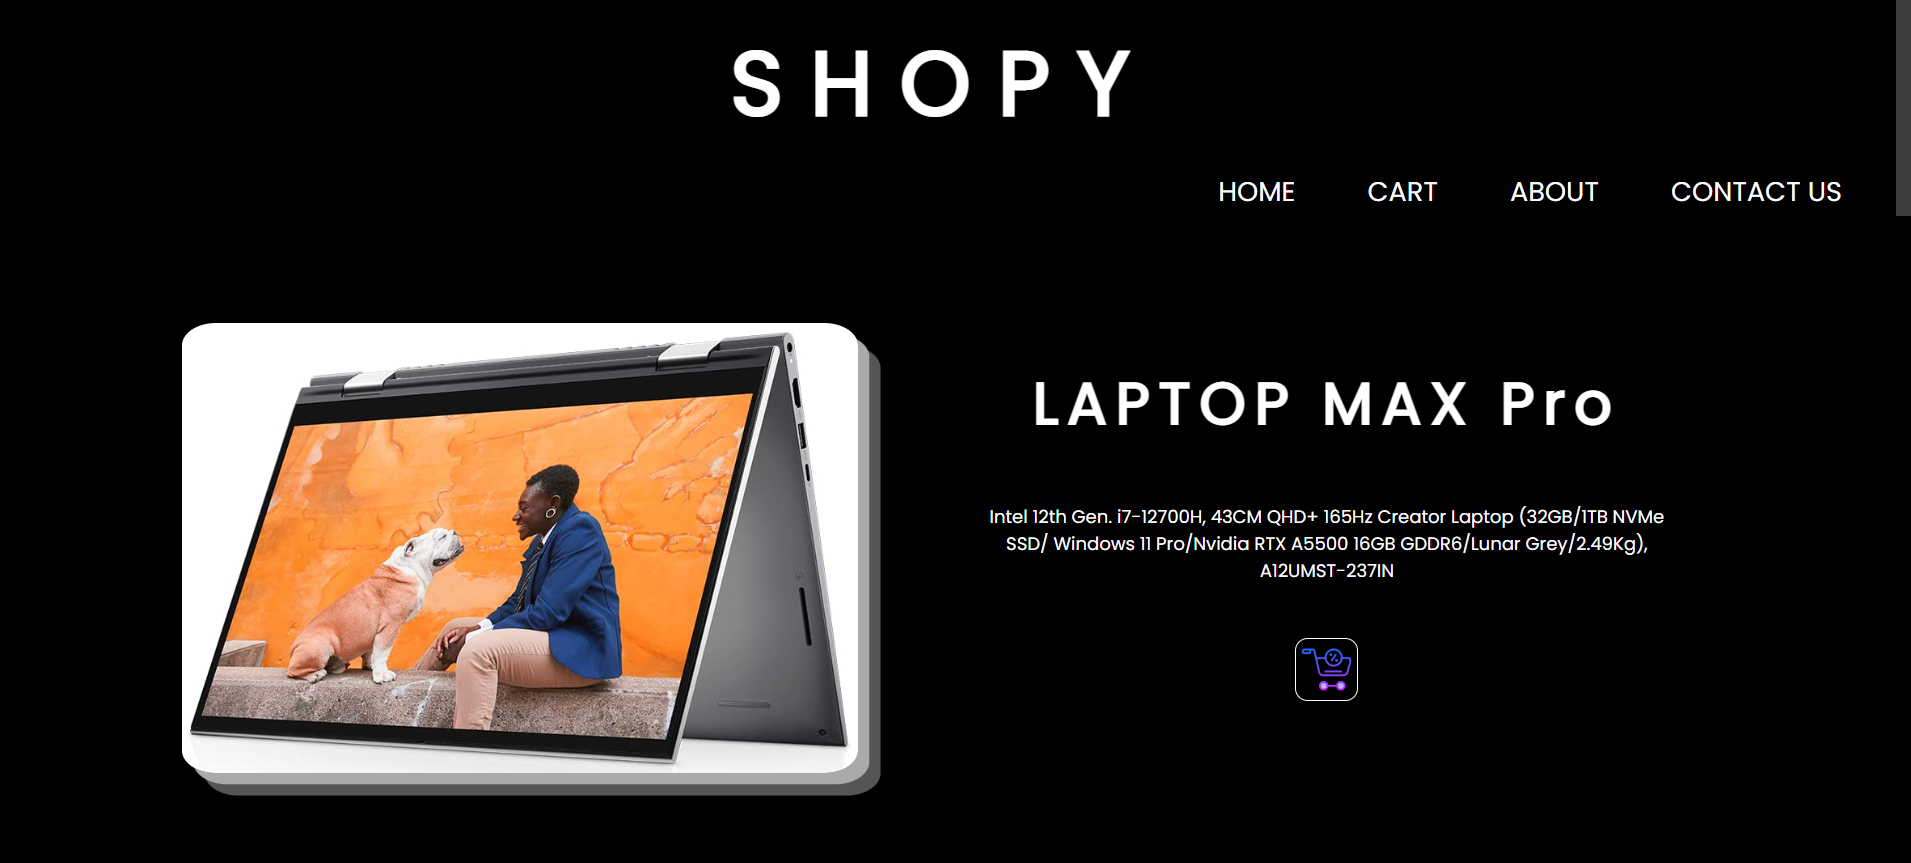 SHOPY
HOME CART ABOUT CONTACT US
LAPTOP MAX Pro
Intel 12th Gen. i7-12700H, 43CM QHD+ 165Hz Creator Laptop (32GB/1TB NVMe
SSD/ Windows 11 Pro/Nvidia RTX A5500 16GB GDDR6/Lunar Grey/2.49Kg),
A12UMST-237IN